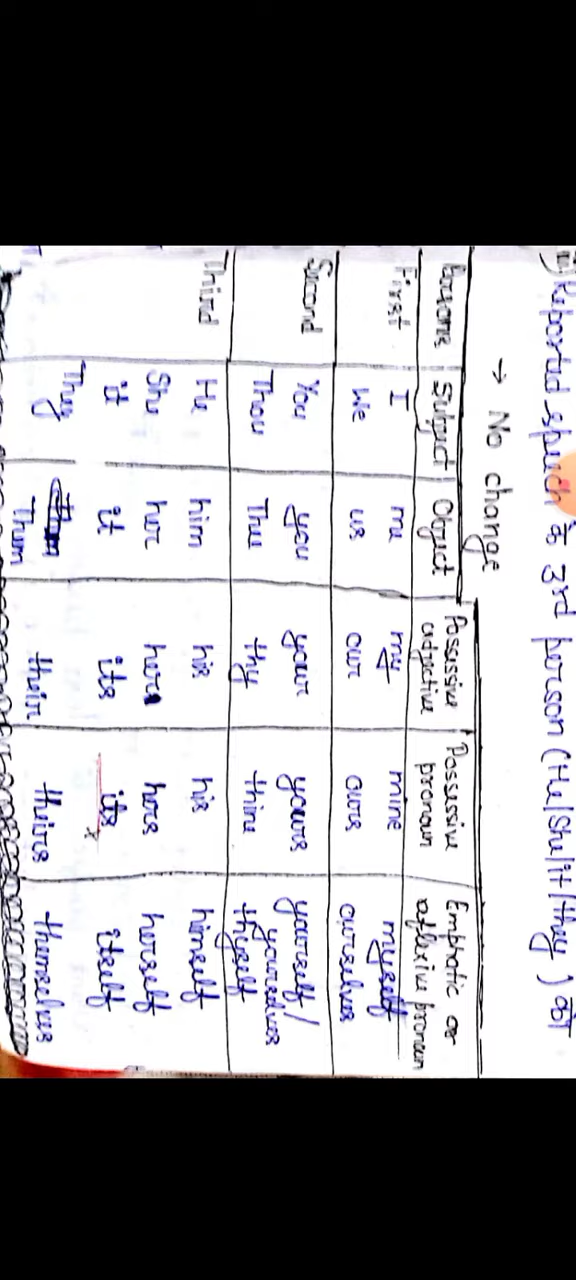 iii) Reported speech के 3rd person (He/She/it/they) को
→ No change
Persons Subject Object Possessive adjective Possessive pronoun Emphatic or reflexive pronoun
First I me my mine myself
We us our ours ourselves
Second You you your yours yourself/yourselves
Thou Thee thy thine thyself
Third He him his his himself
She her her hers herself
it it its its x itself
They Them their theirs themselves